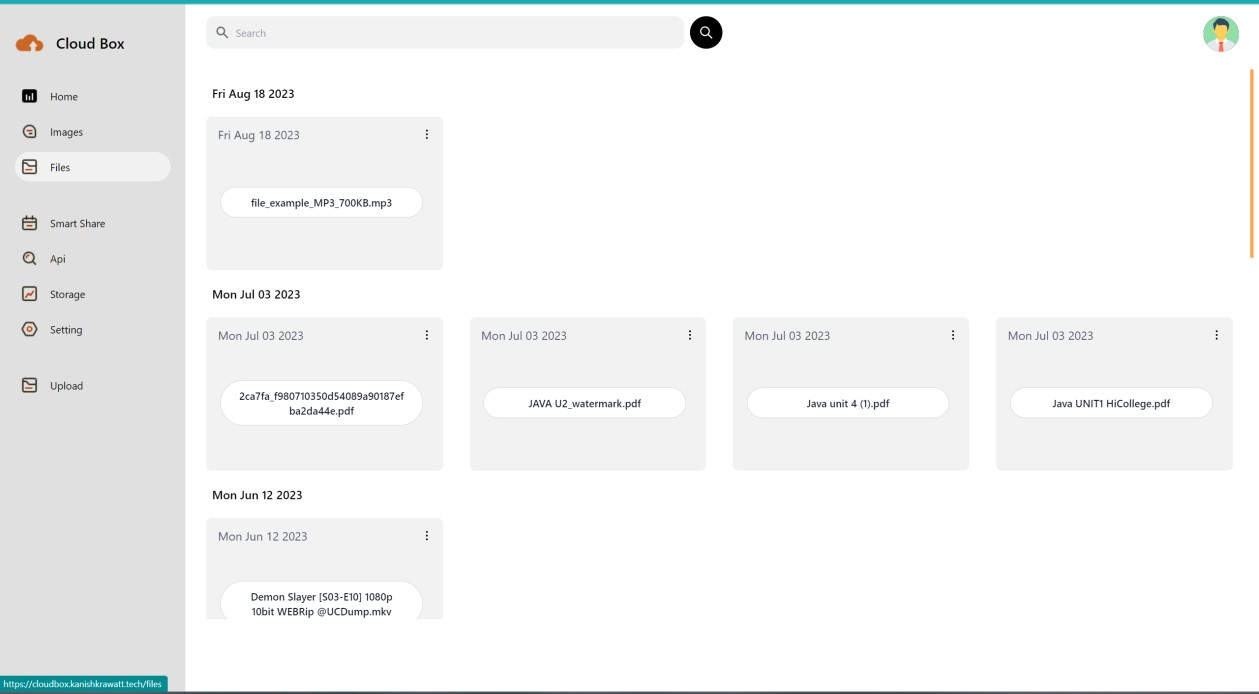 Cloud Box
Home
Images
Files
Smart Share
Api
Storage
Setting
Upload
Search
Fri Aug 18 2023
Fri Aug 18 2023
file_example_MP3_700KB.mp3
Mon Jul 03 2023
Mon Jul 03 2023
2ca7fa_f980710350d54089a90187ef
ba2da44e.pdf
Mon Jul 03 2023
JAVA U2_watermark.pdf
Mon Jul 03 2023
Java unit 4 (1).pdf
Mon Jul 03 2023
Java UNIT1 HiCollege.pdf
Mon Jun 12 2023
Mon Jun 12 2023
Demon Slayer [S03-E10] 1080p
10bit WEBRip @UCDump.mkv
https://cloudbox.kanishkrawatt.tech/files